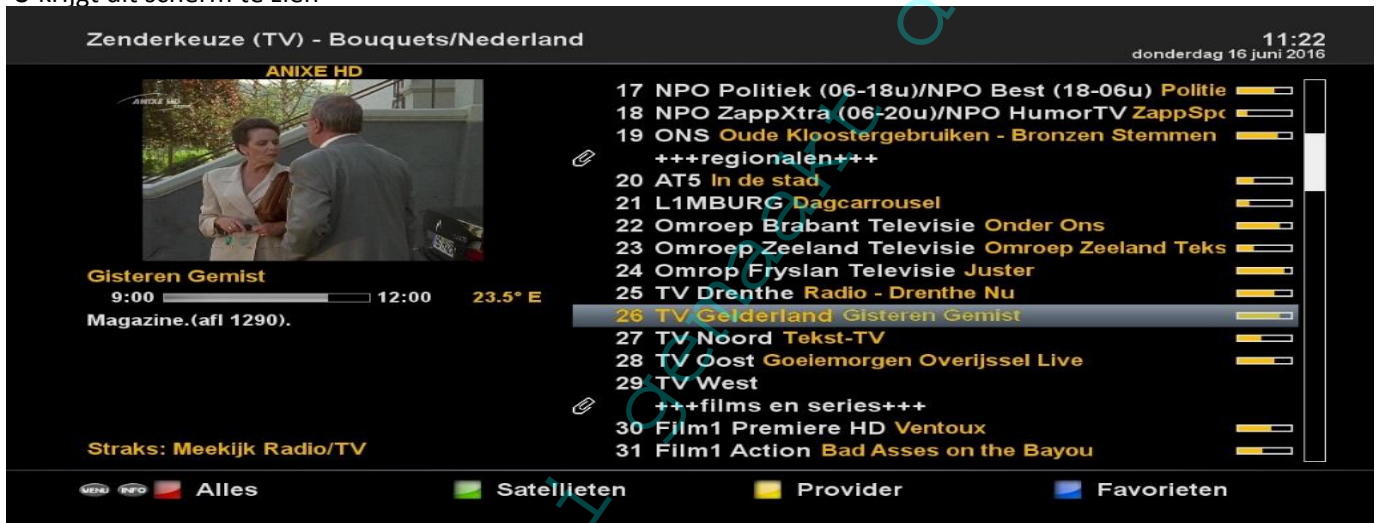 Zenderkeuze (TV) - Bouquets/Nederland
11:22
donderdag 16 juni 2016
ANIXE HD
ANIXE HD
Gisteren Gemist
9:00 12:00 23.5° E
Magazine.(afl 1290).
Straks: Meekijk Radio/TV
17 NPO Politiek (06-18u)/NPO Best (18-06u) Politie
18 NPO ZappXtra (06-20u)/NPO HumorTV ZappSpo
19 ONS Oude Kloostergebruiken - Bronzen Stemmen
+++regionalen+++
20 AT5 In de stad
21 L1MBURG Dagcarrousel
22 Omroep Brabant Televisie Onder Ons
23 Omroep Zeeland Televisie Omroep Zeeland Teks
24 Omrop Fryslan Televisie Juster
25 TV Drenthe Radio - Drenthe Nu
26 TV Gelderland Gisteren Gemist
27 TV Noord Tekst-TV
28 TV Oost Goeiemorgen Overijssel Live
29 TV West
+++films en series+++
30 Film1 Premiere HD Ventoux
31 Film1 Action Bad Asses on the Bayou
MENU INFO Alles Satellieten Provider Favorieten
gemaakt